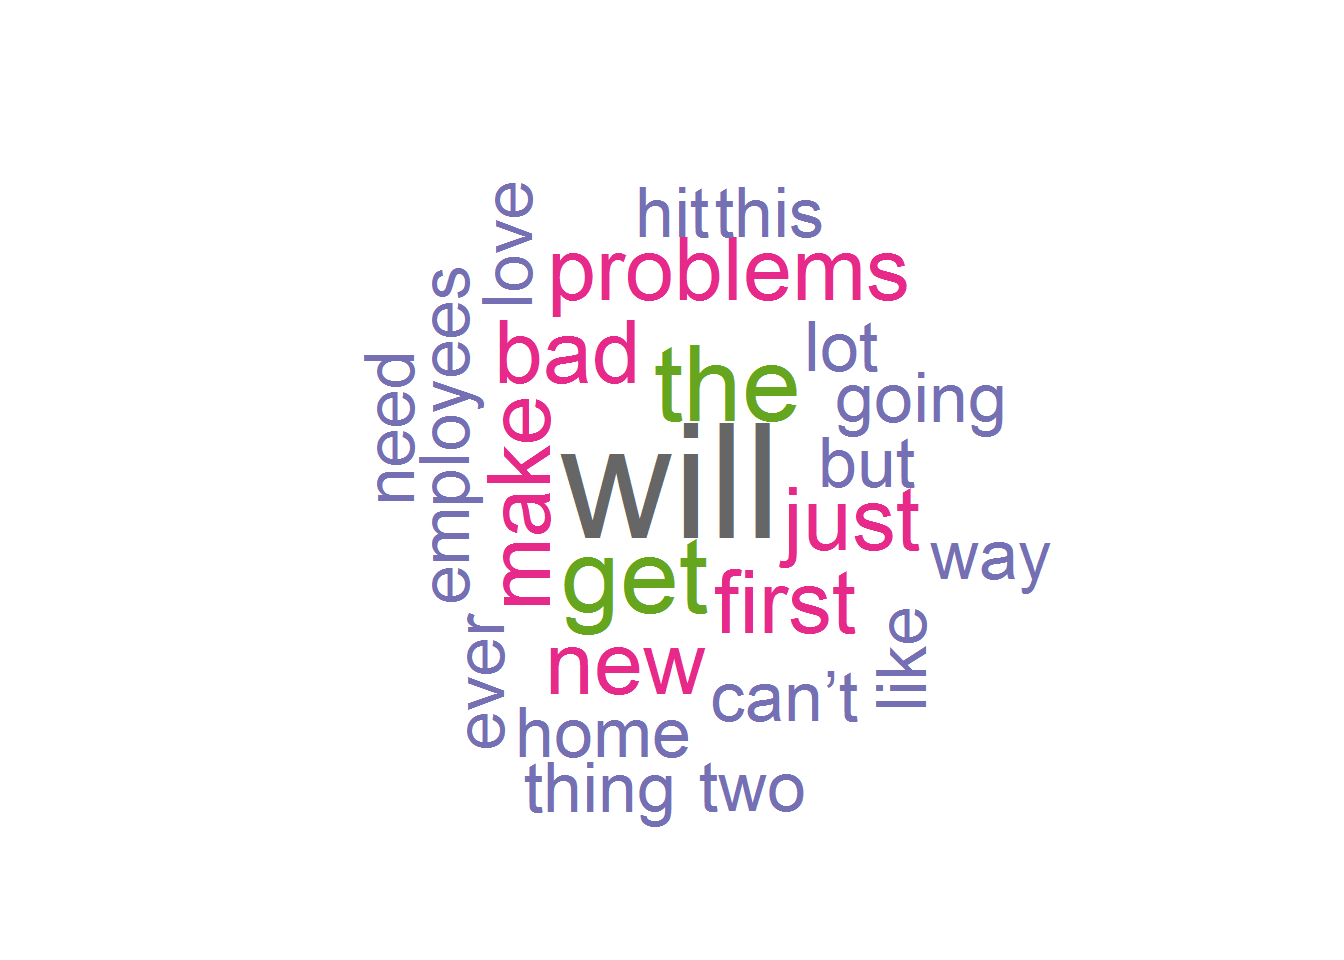 love
hit this
problems
employees
need
bad
the
lot
going
make
will
but
just
way
get
first
like
ever
new
can’t
home
thing two